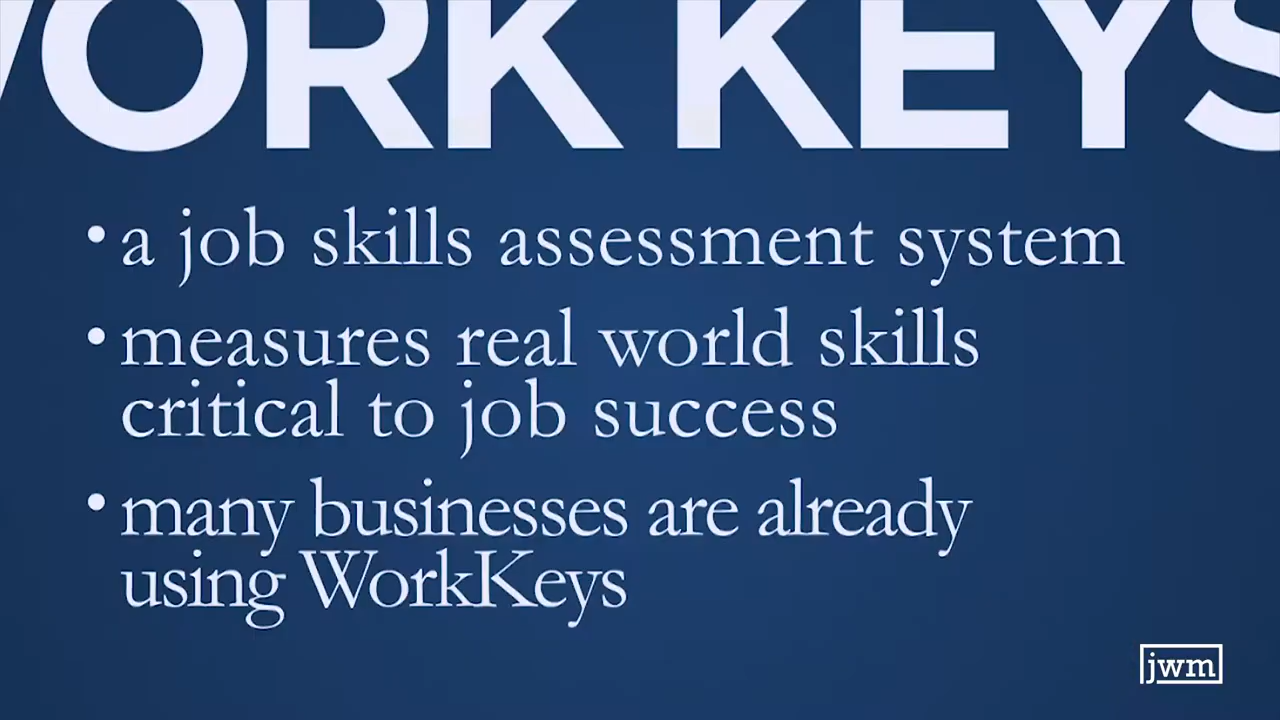 WORK KEYS
• a job skills assessment system
• measures real world skills
critical to job success
• many businesses are already
using WorkKeys
jwm